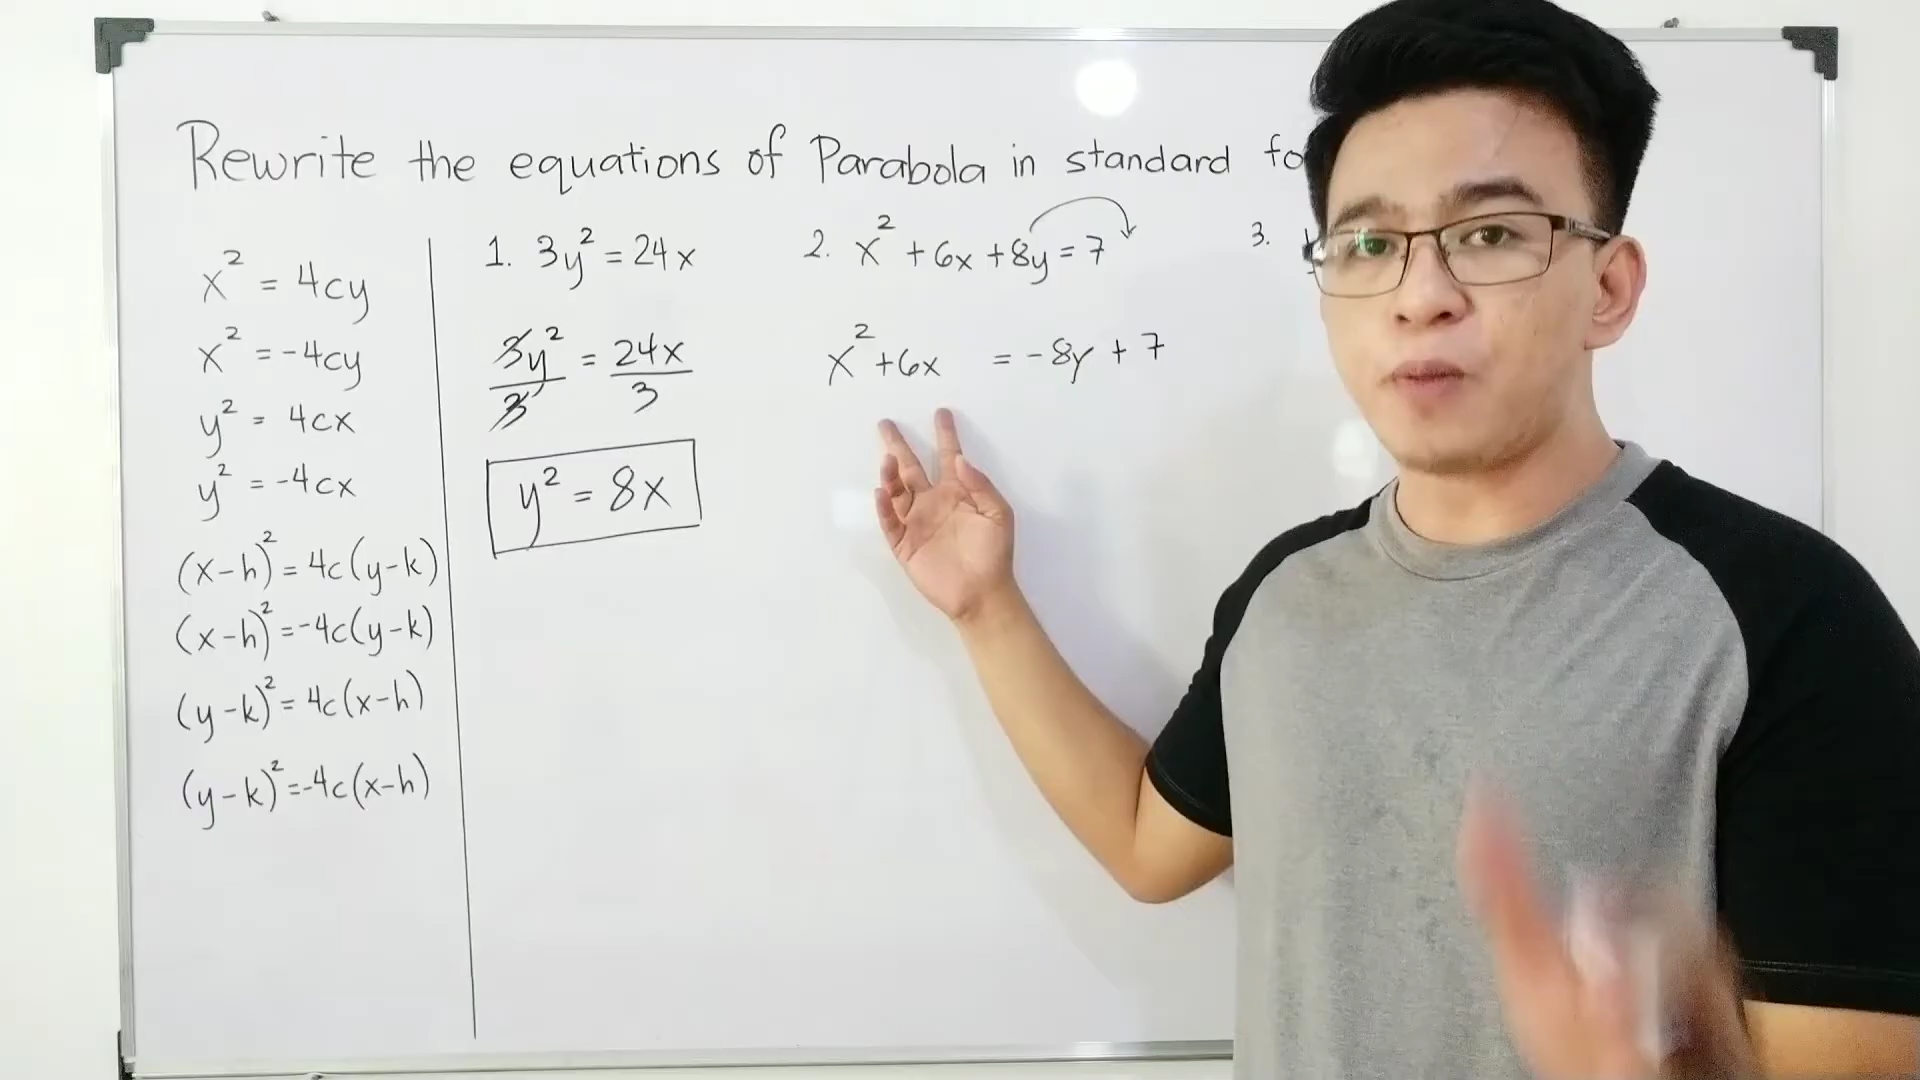 Rewrite the equations of Parabola in standard
x² = 4cy
x² = -4cy
y² = 4cx
y² = -4cx
(x-h)² = 4c(y-k)
(x-h)² = -4c(y-k)
(y-k)² = 4c(x-h)
(y-k)² = -4c(x-h)
1. 3y² = 24x
3y²/3 = 24x/3
y² = 8x
2. x² + 6x + 8y = 7
x² + 6x = -8y + 7
3.